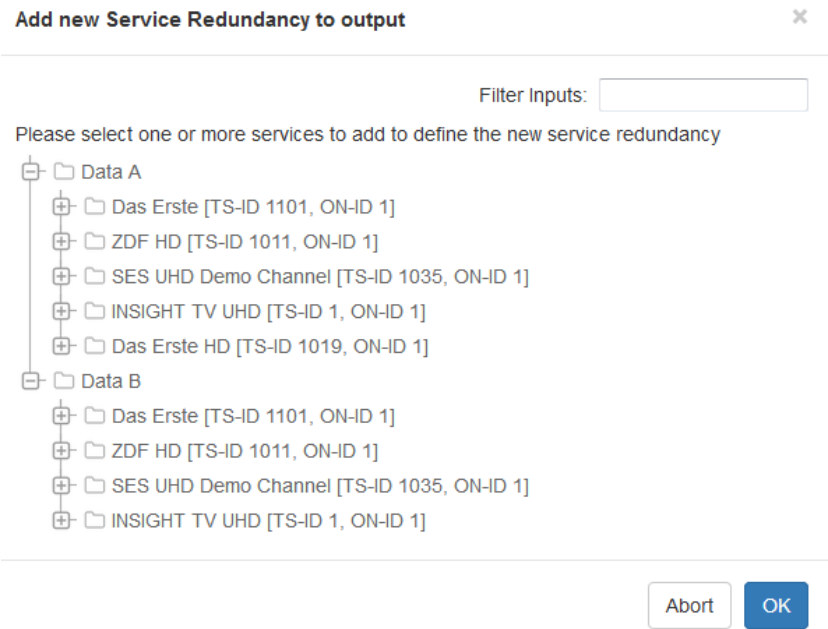 Add new Service Redundancy to output
×
Filter Inputs:
Please select one or more services to add to define the new service redundancy
Data A
Das Erste [TS-ID 1101, ON-ID 1]
ZDF HD [TS-ID 1011, ON-ID 1]
SES UHD Demo Channel [TS-ID 1035, ON-ID 1]
INSIGHT TV UHD [TS-ID 1, ON-ID 1]
Das Erste HD [TS-ID 1019, ON-ID 1]
Data B
Das Erste [TS-ID 1101, ON-ID 1]
ZDF HD [TS-ID 1011, ON-ID 1]
SES UHD Demo Channel [TS-ID 1035, ON-ID 1]
INSIGHT TV UHD [TS-ID 1, ON-ID 1]
Abort OK